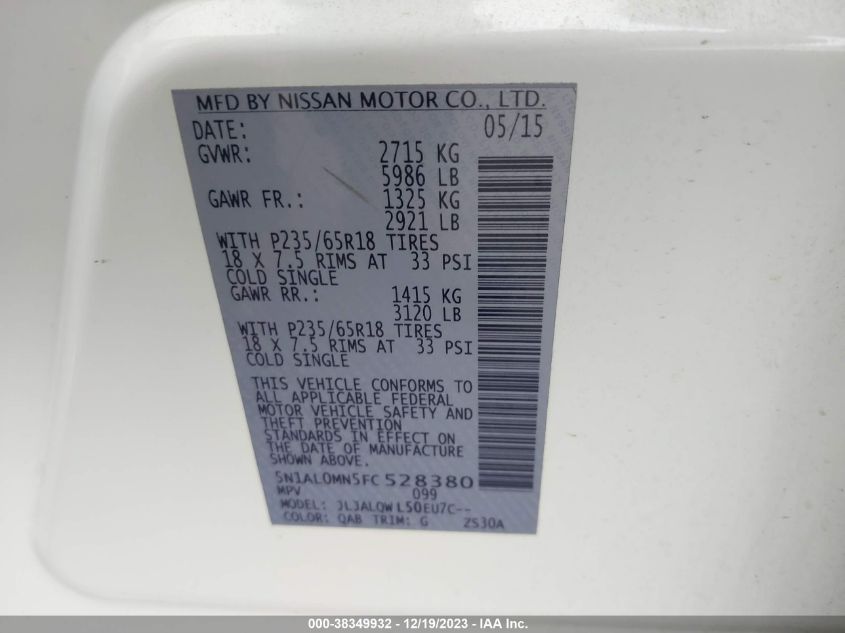 MFD BY NISSAN MOTOR CO., LTD.
DATE: 05/15
GVWR: 2715 KG
5986 LB
GAWR FR.: 1325 KG
2921 LB
WITH P235/65R18 TIRES
18 X 7.5 RIMS AT 33 PSI
COLD SINGLE
GAWR RR.: 1415 KG
3120 LB
WITH P235/65R18 TIRES
18 X 7.5 RIMS AT 33 PSI
COLD SINGLE
THIS VEHICLE CONFORMS TO
ALL APPLICABLE FEDERAL
MOTOR VEHICLE SAFETY AND
THEFT PREVENTION
STANDARDS IN EFFECT ON
THE DATE OF MANUFACTURE
SHOWN ABOVE.
5N1AL0MN5FC528380
MPV 099
MODEL: JLJALQWL50EU7C--
COLOR: QAB TRIM: G ZS30A
000-38349932 - 12/19/2023 - IAA Inc.